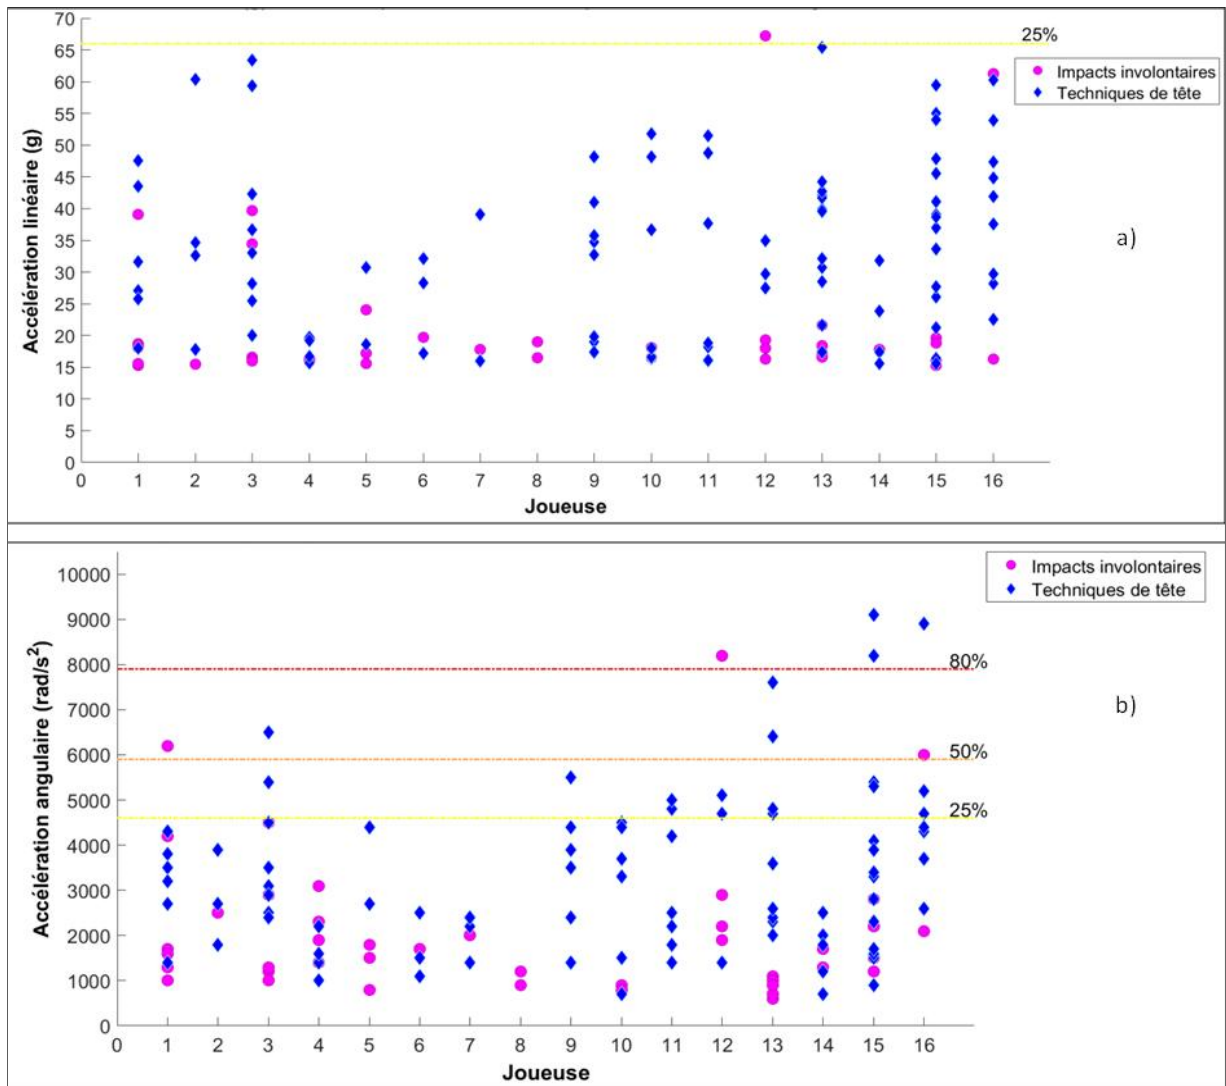 70
65
60
55
50
45
40
35
30
25
20
15
10
5
0
Accélération linéaire (g)
25%
Impacts involontaires
Techniques de tête
a)
0 1 2 3 4 5 6 7 8 9 10 11 12 13 14 15 16
Joueuse
10000
9000
8000
7000
6000
5000
4000
3000
2000
1000
0
Accélération angulaire (rad/s²)
Impacts involontaires
Techniques de tête
80%
50%
25%
b)
0 1 2 3 4 5 6 7 8 9 10 11 12 13 14 15 16
Joueuse